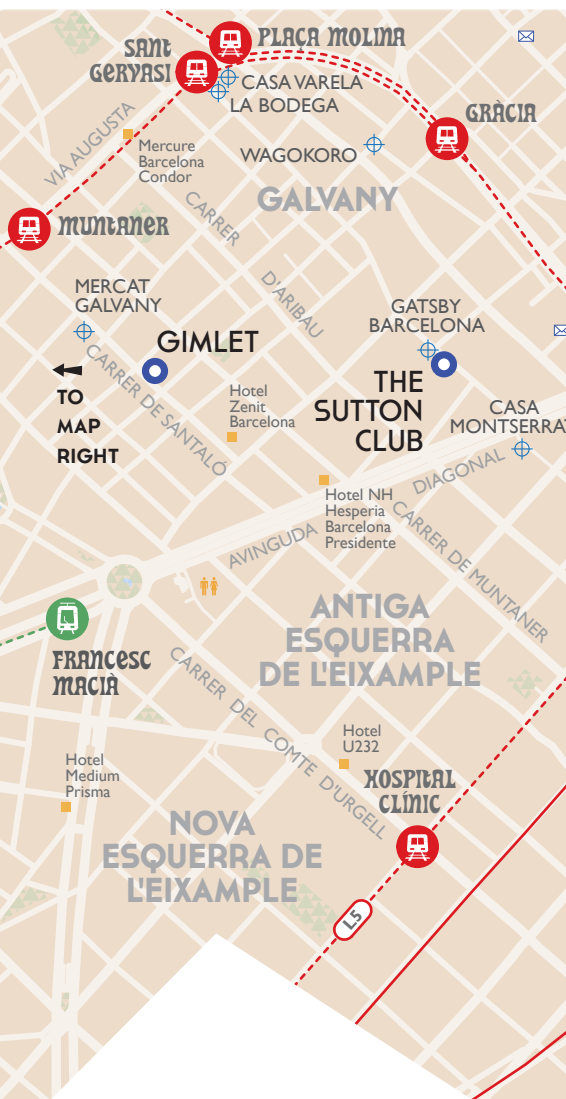 SANT
GERVASI
PLAÇA MOLINA
CASA VARELA
LA BODEGA
GRÀCIA
VIA AUGUSTA
Mercure
Barcelona
Condor
WAGOKORO
GALVANY
CARRER
D'ARIBAU
MUNTANER
MERCAT
GALVANY
GIMLET
GATSBY
BARCELONA
TO
MAP
RIGHT
CARRER DE SANTALÓ
Hotel
Zenit
Barcelona
THE
SUTTON
CLUB
CASA
MONTSERRAT
Hotel NH
Hesperia
Barcelona
Presidente
AVINGUDA
DIAGONAL
CARRER DE MUNTANER
ANTIGA
ESQUERRA
DE L'EIXAMPLE
FRANCESC
MACIÀ
CARRER DEL COMTE D'URGELL
Hotel
U232
Hotel
Medium
Prisma
HOSPITAL
CLÍNIC
NOVA
ESQUERRA DE
L'EIXAMPLE
L5